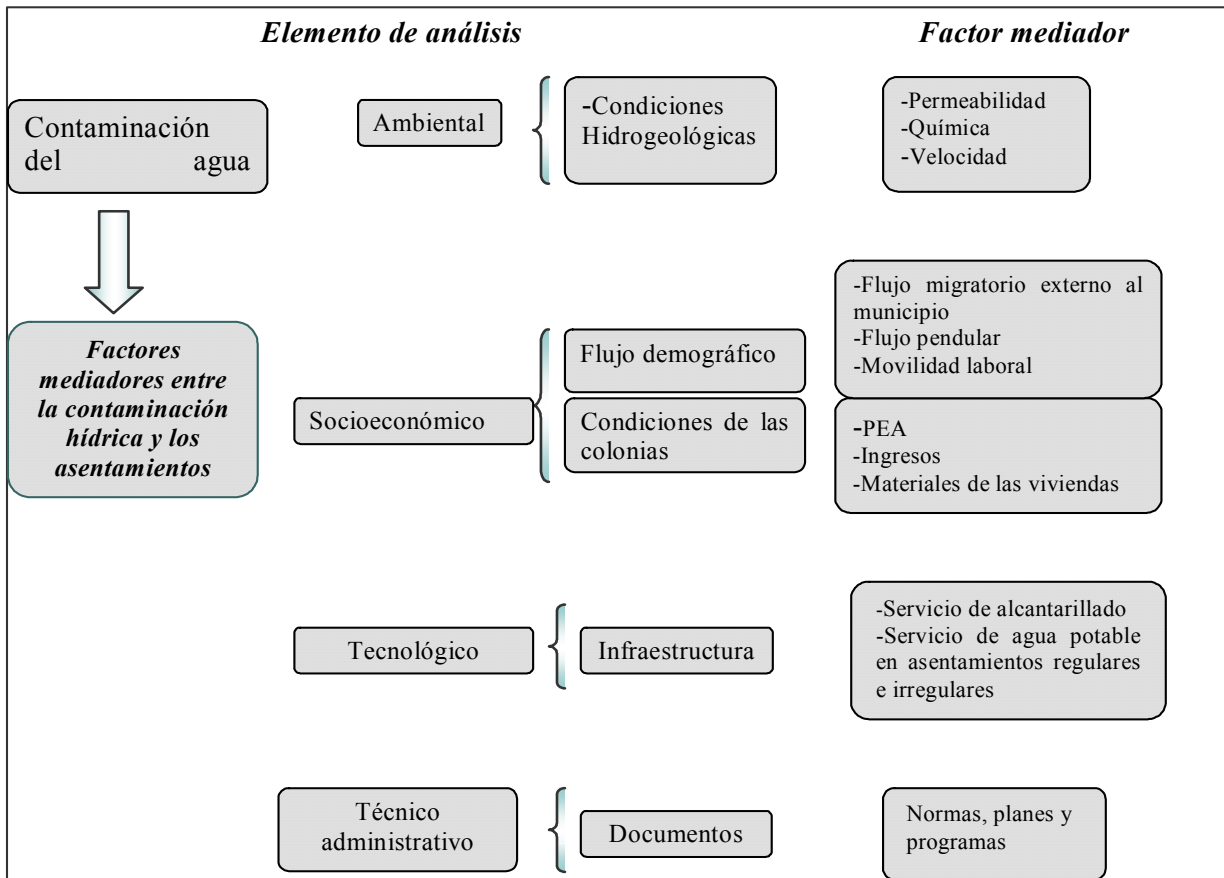 Elemento de análisis
Factor mediador
Contaminación
del agua
Ambiental
-Condiciones
Hidrogeológicas
-Permeabilidad
-Química
-Velocidad
Factores
mediadores entre
la contaminación
hídrica y los
asentamientos
Socioeconómico
Flujo demográfico
Condiciones de las
colonias
-Flujo migratorio externo al
municipio
-Flujo pendular
-Movilidad laboral
-PEA
-Ingresos
-Materiales de las viviendas
Tecnológico
Infraestructura
-Servicio de alcantarillado
-Servicio de agua potable
en asentamientos regulares
e irregulares
Técnico
administrativo
Documentos
Normas, planes y
programas